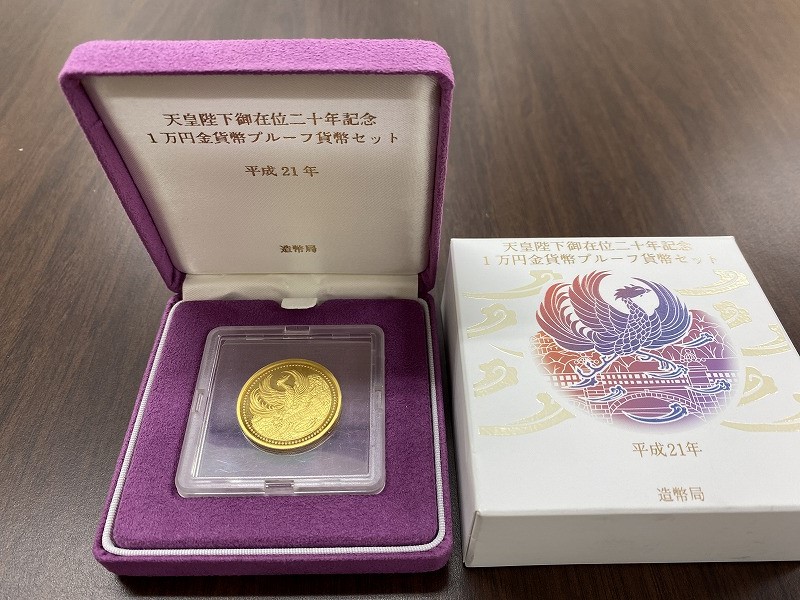 天皇陛下御在位二十年記念
1万円金貨幣プルーフ貨幣セット
平成21年
造幣局
天皇陛下御在位二十年記念
1万円金貨幣プルーフ貨幣セット
平成21年
造幣局